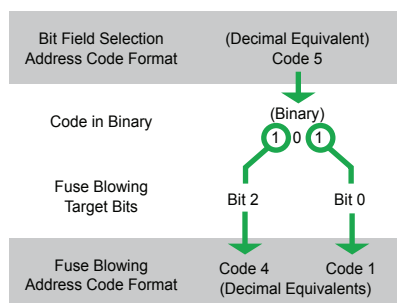 Bit Field Selection
Address Code Format
(Decimal Equivalent)
Code 5
Code in Binary
(Binary)
1 0 1
Fuse Blowing
Target Bits
Bit 2
Bit 0
Fuse Blowing
Address Code Format
Code 4
Code 1
(Decimal Equivalents)